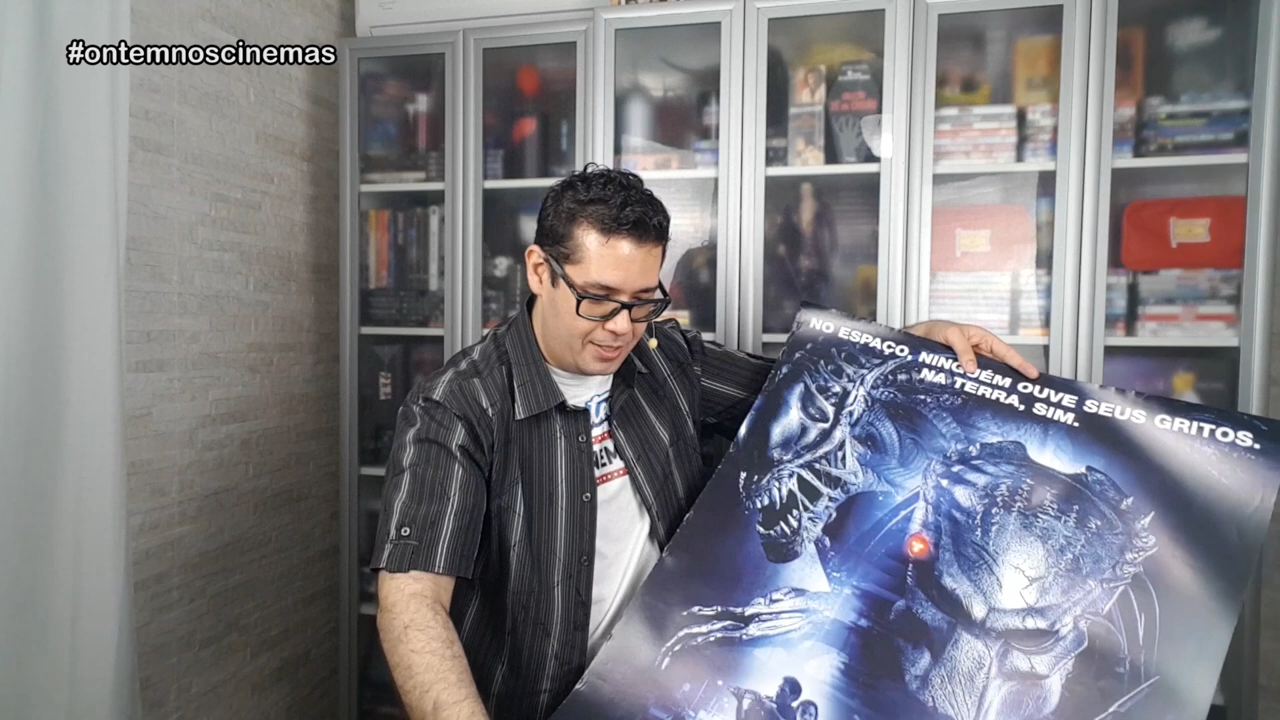 #ontemnoscinemas
NO ESPAÇO, NINGUÉM OUVE SEUS GRITOS.
NA TERRA, SIM.